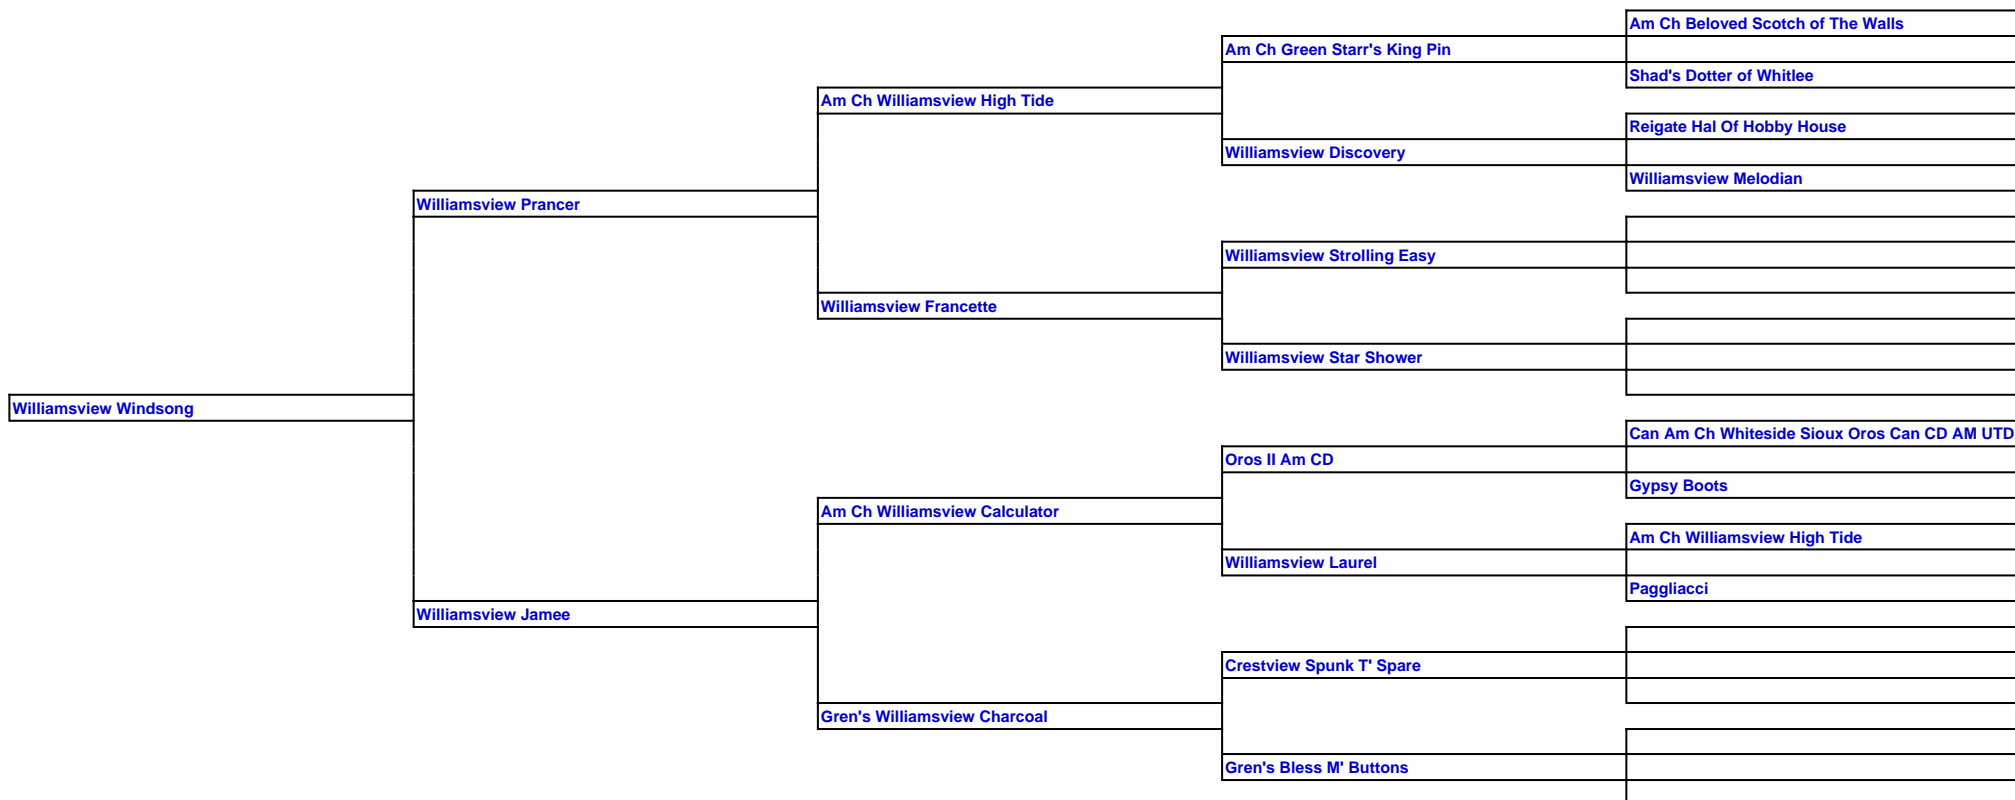 Am Ch Beloved Scotch of The Walls
Am Ch Green Starr's King Pin
Shad's Dotter of Whitlee
Am Ch Williamsview High Tide
Reigate Hal Of Hobby House
Williamsview Discovery
Williamsview Melodian
Williamsview Prancer
Williamsview Strolling Easy
Williamsview Francette
Williamsview Star Shower
Williamsview Windsong
Can Am Ch Whiteside Sioux Oros Can CD AM UTD
Oros II Am CD
Gypsy Boots
Am Ch Williamsview Calculator
Am Ch Williamsview High Tide
Williamsview Laurel
Paggliacci
Williamsview Jamee
Crestview Spunk T' Spare
Gren's Williamsview Charcoal
Gren's Bless M' Buttons